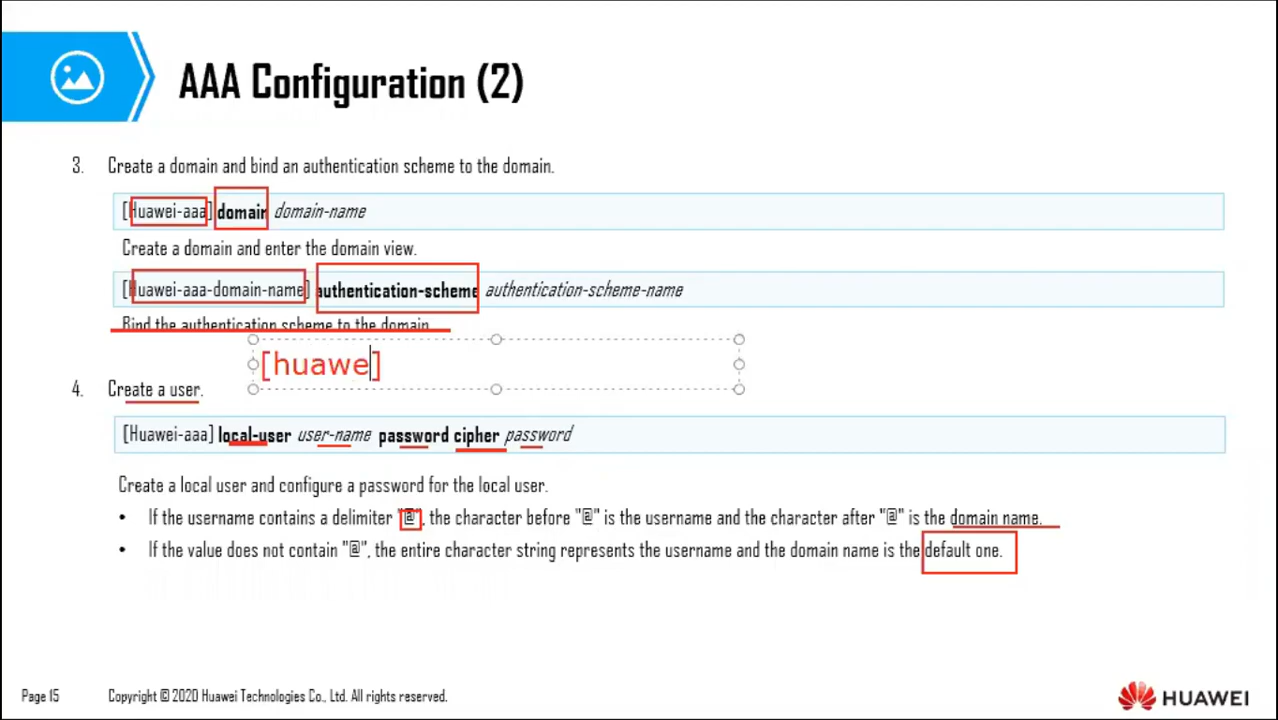 AAA Configuration (2)
3. Create a domain and bind an authentication scheme to the domain.
[Huawei-aaa] domain domain-name
Create a domain and enter the domain view.
[Huawei-aaa-domain-name] authentication-scheme authentication-scheme-name
Bind the authentication scheme to the domain.
[huawe]
4. Create a user.
[Huawei-aaa] local-user user-name password cipher password
Create a local user and configure a password for the local user.
• If the username contains a delimiter "@", the character before "@" is the username and the character after "@" is the domain name.
• If the value does not contain "@", the entire character string represents the username and the domain name is the default one.
Page 15 Copyright © 2020 Huawei Technologies Co., Ltd. All rights reserved.
HUAWEI